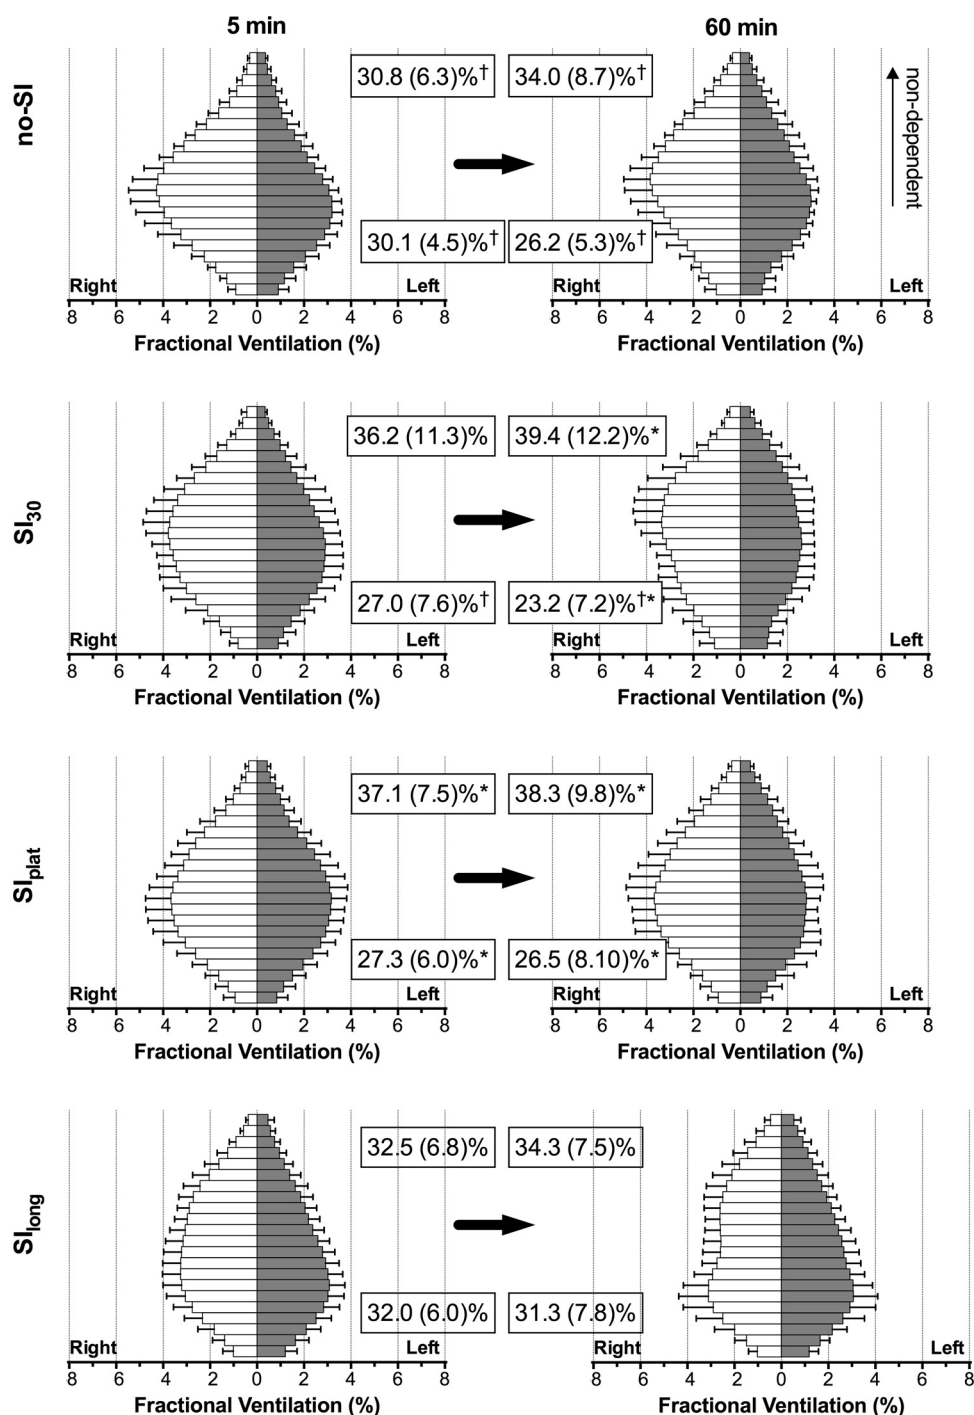 5 min
60 min
no-SI
30.8 (6.3)%†
34.0 (8.7)%†
non-dependent
30.1 (4.5)%†
26.2 (5.3)%†
Right
Left
Right
Left
8 6 4 2 0 2 4 6 8
8 6 4 2 0 2 4 6 8
Fractional Ventilation (%)
Fractional Ventilation (%)
SI30
36.2 (11.3)%
39.4 (12.2)%*
27.0 (7.6)%†
23.2 (7.2)%†*
Right
Left
Right
Left
8 6 4 2 0 2 4 6 8
8 6 4 2 0 2 4 6 8
Fractional Ventilation (%)
Fractional Ventilation (%)
SIplat
37.1 (7.5)%*
38.3 (9.8)%*
27.3 (6.0)%*
26.5 (8.10)%*
Right
Left
Right
Left
8 6 4 2 0 2 4 6 8
8 6 4 2 0 2 4 6 8
Fractional Ventilation (%)
Fractional Ventilation (%)
SIlong
32.5 (6.8)%
34.3 (7.5)%
32.0 (6.0)%
31.3 (7.8)%
Right
Left
Right
Left
8 6 4 2 0 2 4 6 8
8 6 4 2 0 2 4 6 8
Fractional Ventilation (%)
Fractional Ventilation (%)